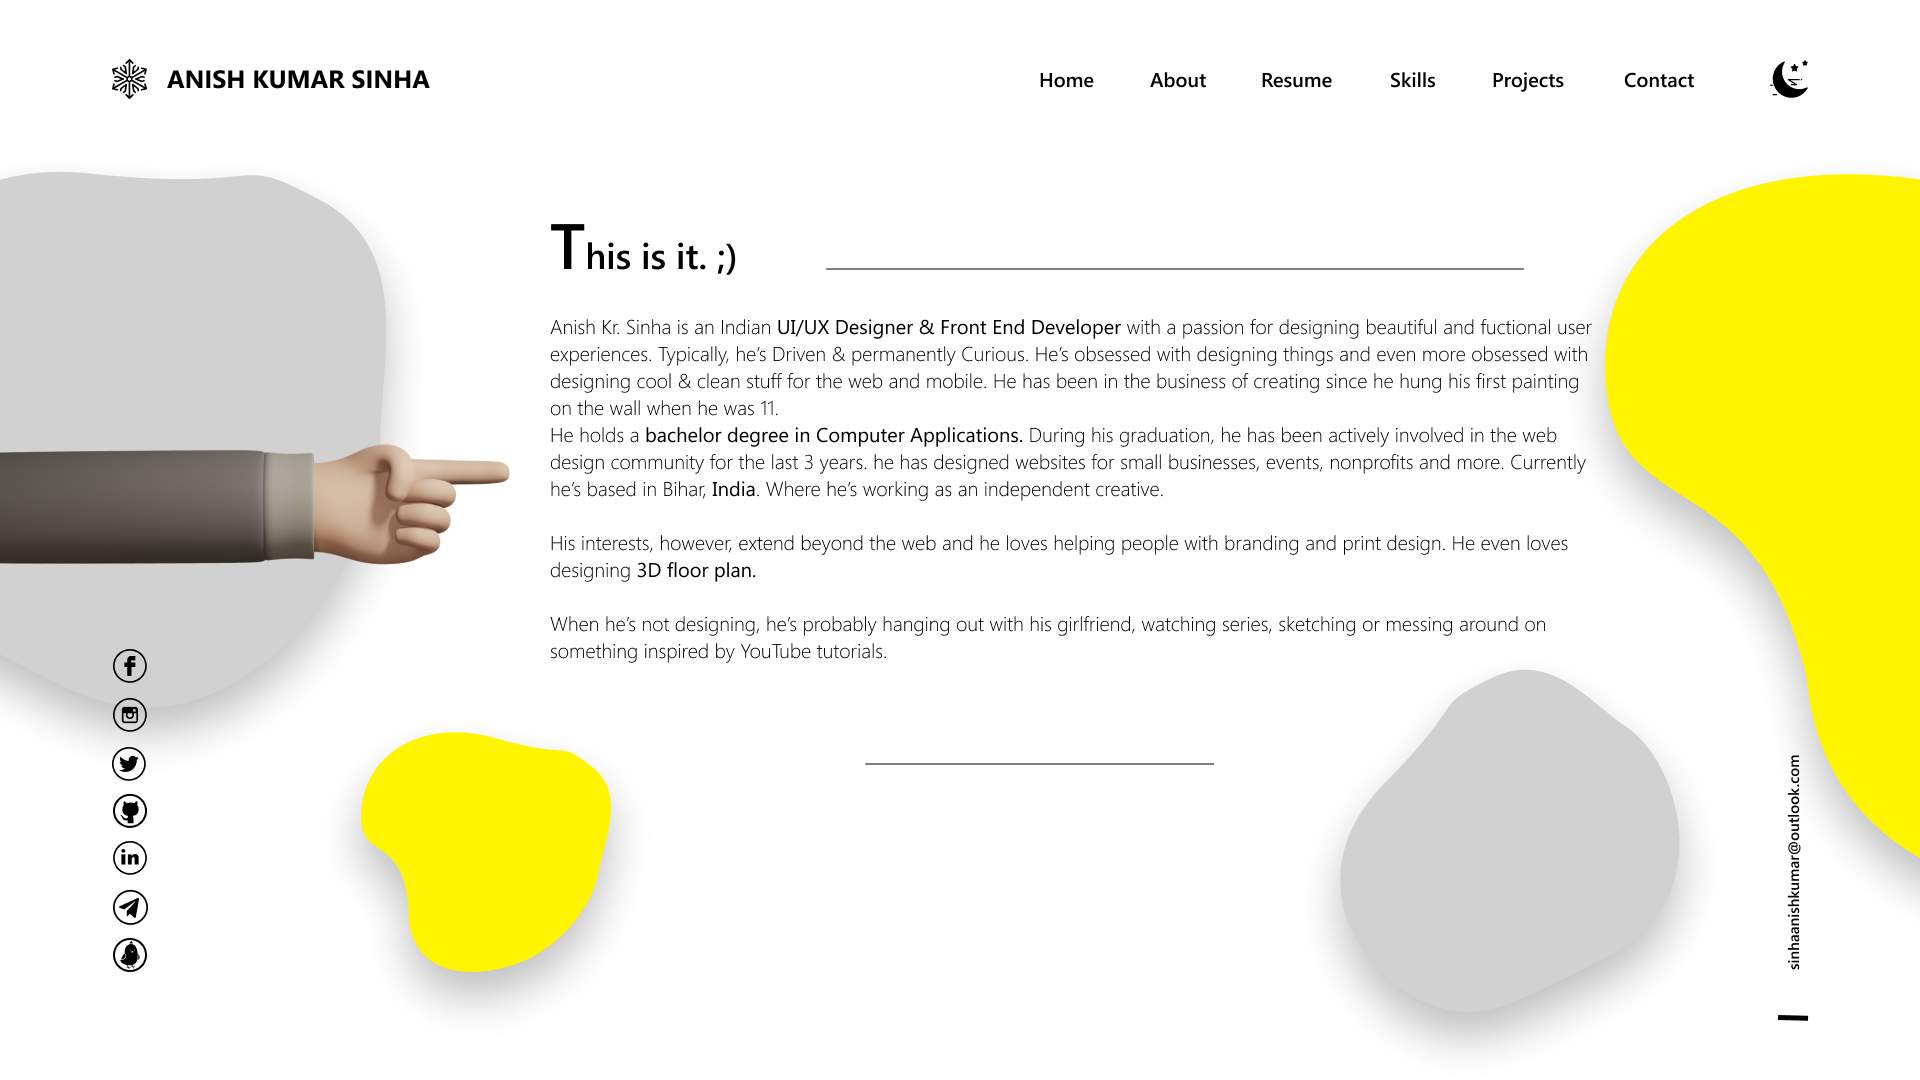 ANISH KUMAR SINHA
Home About Resume Skills Projects Contact
This is it. ;)
Anish Kr. Sinha is an Indian UI/UX Designer & Front End Developer with a passion for designing beautiful and fuctional user
experiences. Typically, he's Driven & permanently Curious. He's obsessed with designing things and even more obsessed with
designing cool & clean stuff for the web and mobile. He has been in the business of creating since he hung his first painting
on the wall when he was 11.
He holds a bachelor degree in Computer Applications. During his graduation, he has been actively involved in the web
design community for the last 3 years. he has designed websites for small businesses, events, nonprofits and more. Currently
he's based in Bihar, India. Where he's working as an independent creative.
His interests, however, extend beyond the web and he loves helping people with branding and print design. He even loves
designing 3D floor plan.
When he's not designing, he's probably hanging out with his girlfriend, watching series, sketching or messing around on
something inspired by YouTube tutorials.
sinhaanishkumar@outlook.com